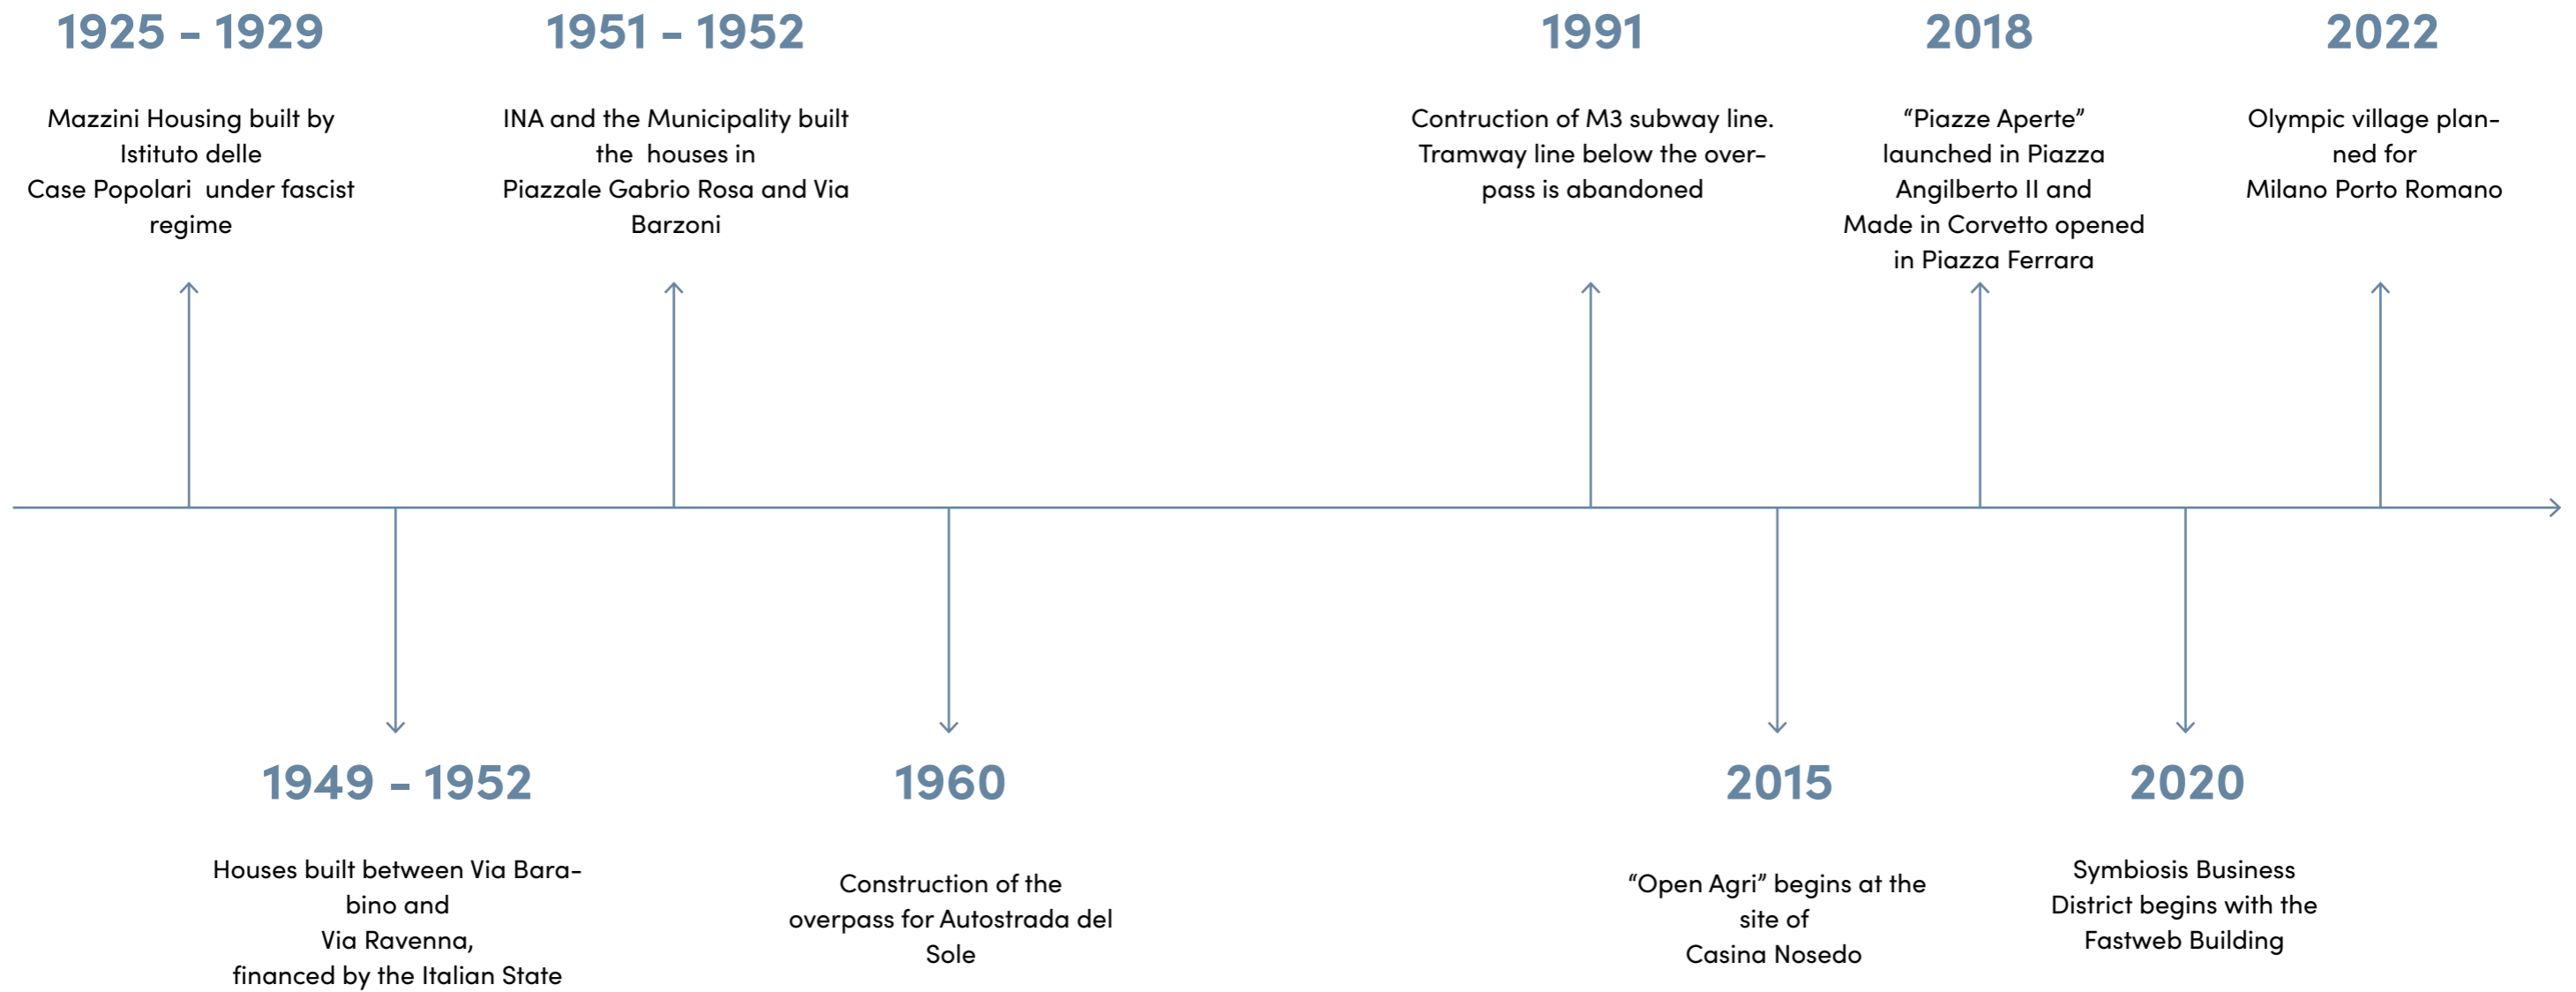 1925 - 1929
Mazzini Housing built by
Istituto delle
Case Popolari  under fascist
regime
1951 - 1952
INA and the Municipality built
the  houses in
Piazzale Gabrio Rosa and Via
Barzoni
1991
Contruction of M3 subway line.
Tramway line below the over-
pass is abandoned
2018
“Piazze Aperte”
launched in Piazza
Angilberto II and
Made in Corvetto opened
in Piazza Ferrara
2022
Olympic village plan-
ned for
Milano Porto Romano
1949 - 1952
Houses built between Via Bara-
bino and
Via Ravenna,
financed by the Italian State
1960
Construction of the
overpass for Autostrada del
Sole
2015
“Open Agri” begins at the
site of
Casina Nosedo
2020
Symbiosis Business
District begins with the
Fastweb Building